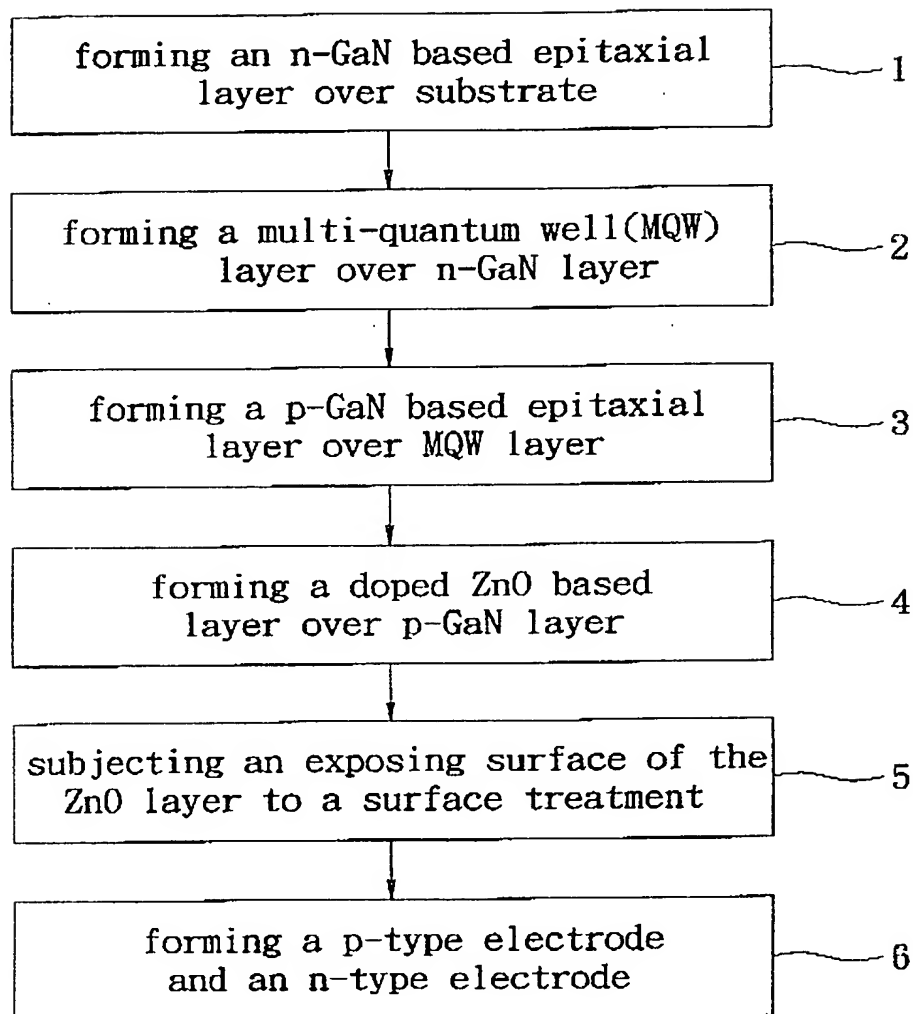 forming an n-GaN based epitaxial
layer over substrate
1
forming a multi-quantum well(MQW)
layer over n-GaN layer
2
forming a p-GaN based epitaxial
layer over MQW layer
3
forming a doped ZnO based
layer over p-GaN layer
4
subjecting an exposing surface of the
ZnO layer to a surface treatment
5
forming a p-type electrode
and an n-type electrode
6